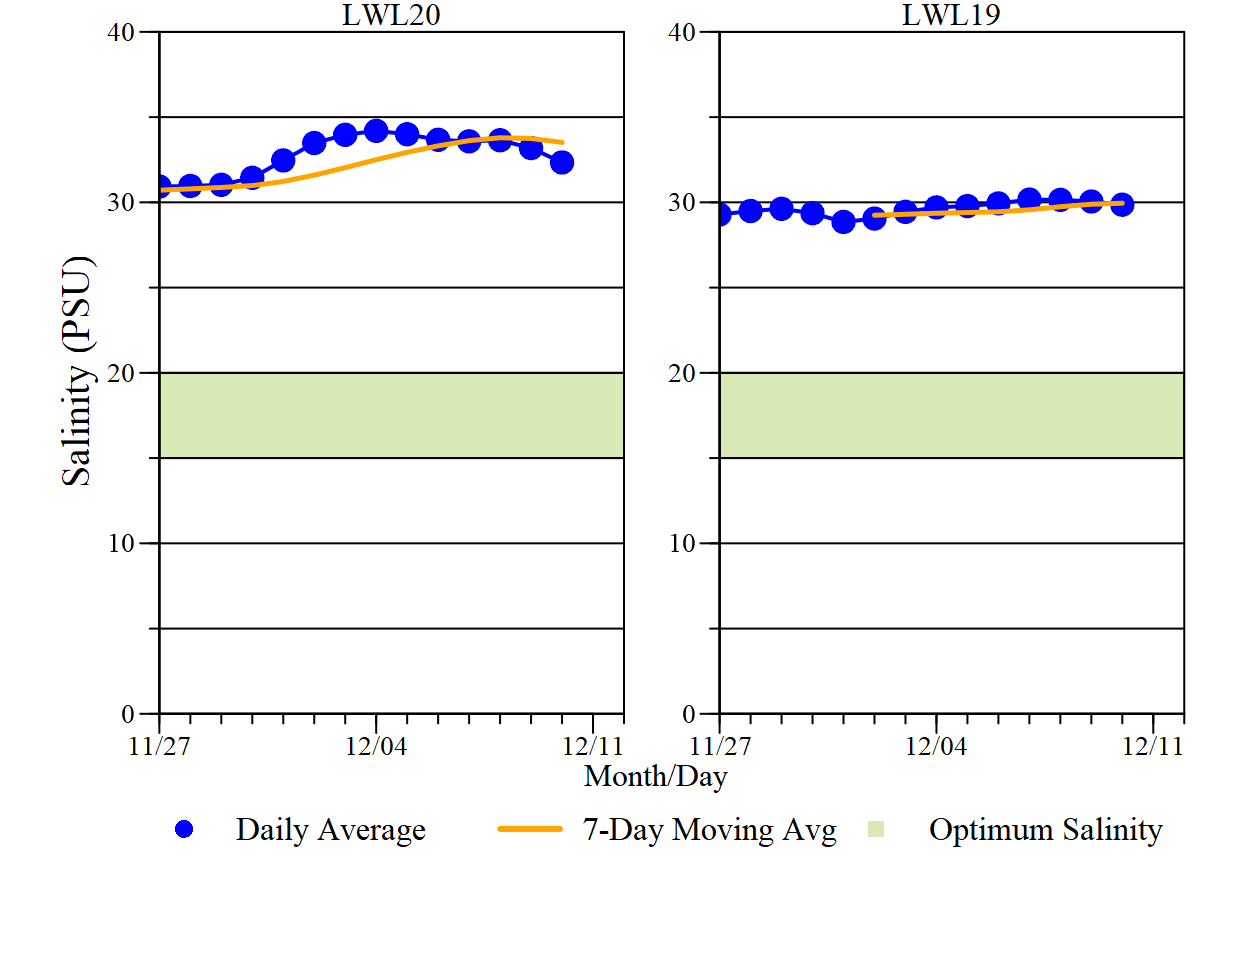 LWL20 LWL19
40 40
30 30
Salinity (PSU)
20 20
10 10
0 0
11/27 12/04 12/11 11/27 12/04 12/11
Month/Day
Daily Average 7-Day Moving Avg Optimum Salinity